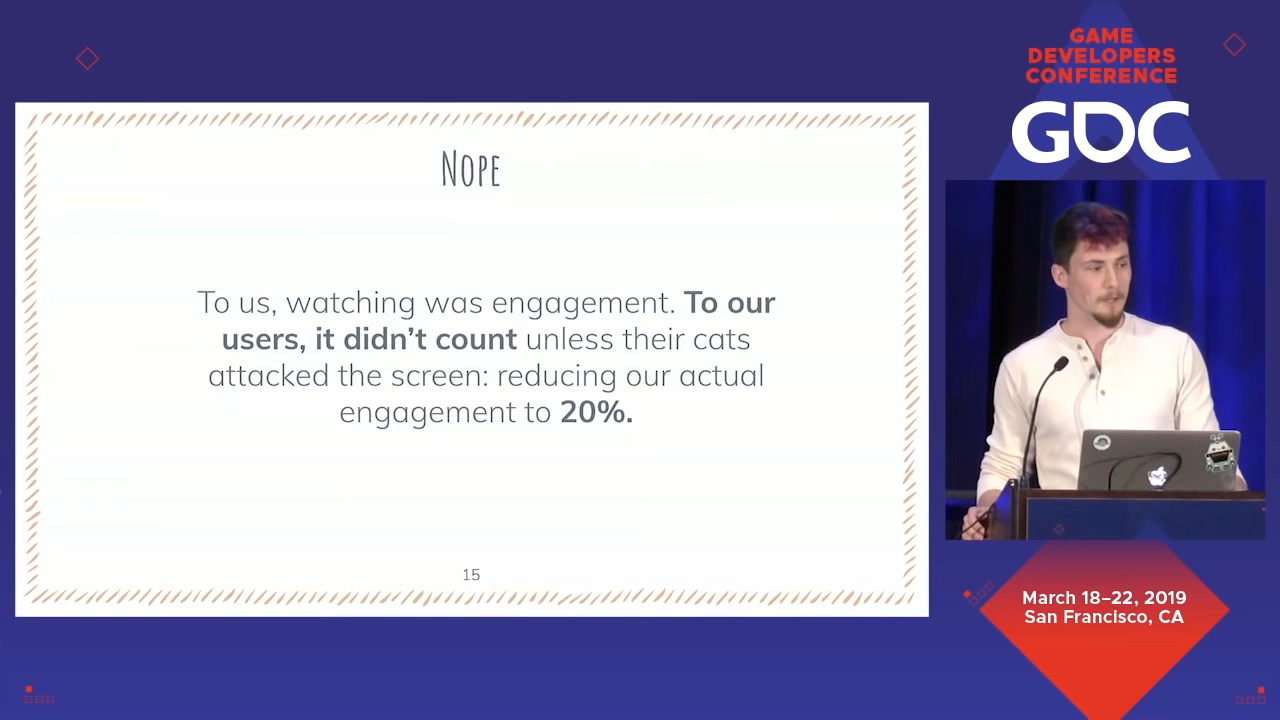 GAME
DEVELOPERS
CONFERENCE
GDC
Nope
To us, watching was engagement. To our
users, it didn’t count unless their cats
attacked the screen: reducing our actual
engagement to 20%.
15
March 18–22, 2019
San Francisco, CA